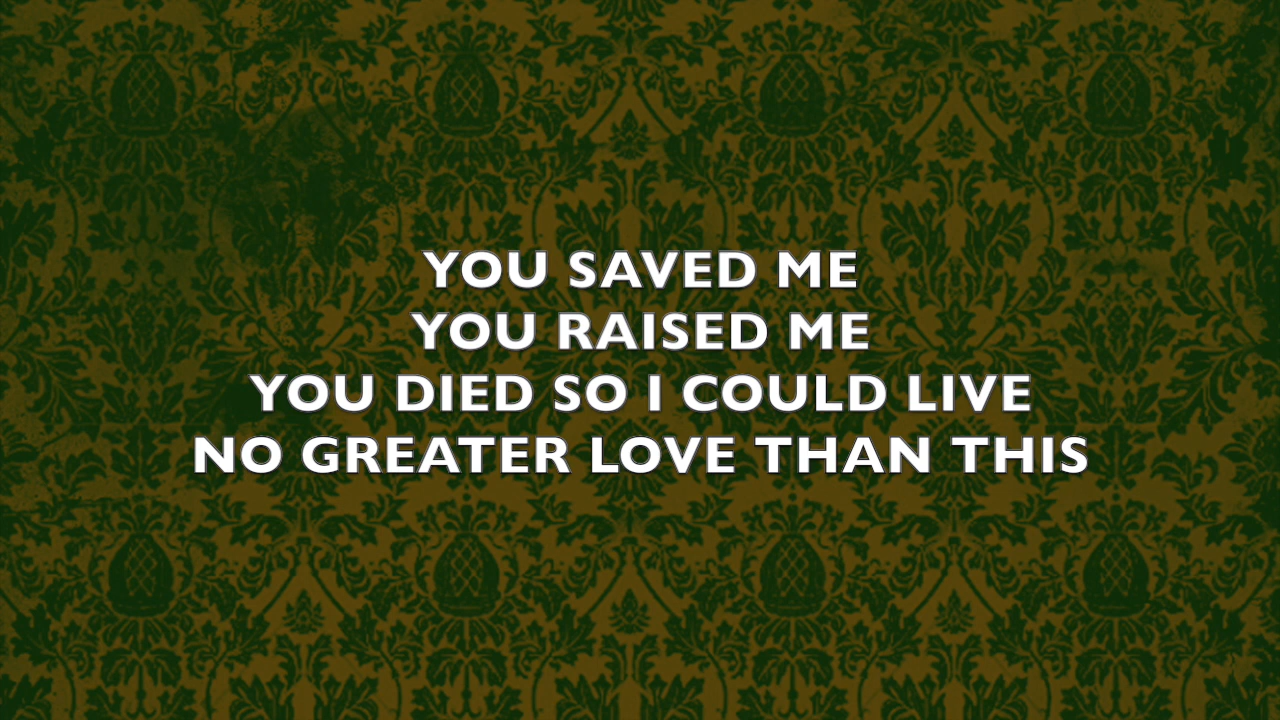 YOU SAVED ME
YOU RAISED ME
YOU DIED SO I COULD LIVE
NO GREATER LOVE THAN THIS